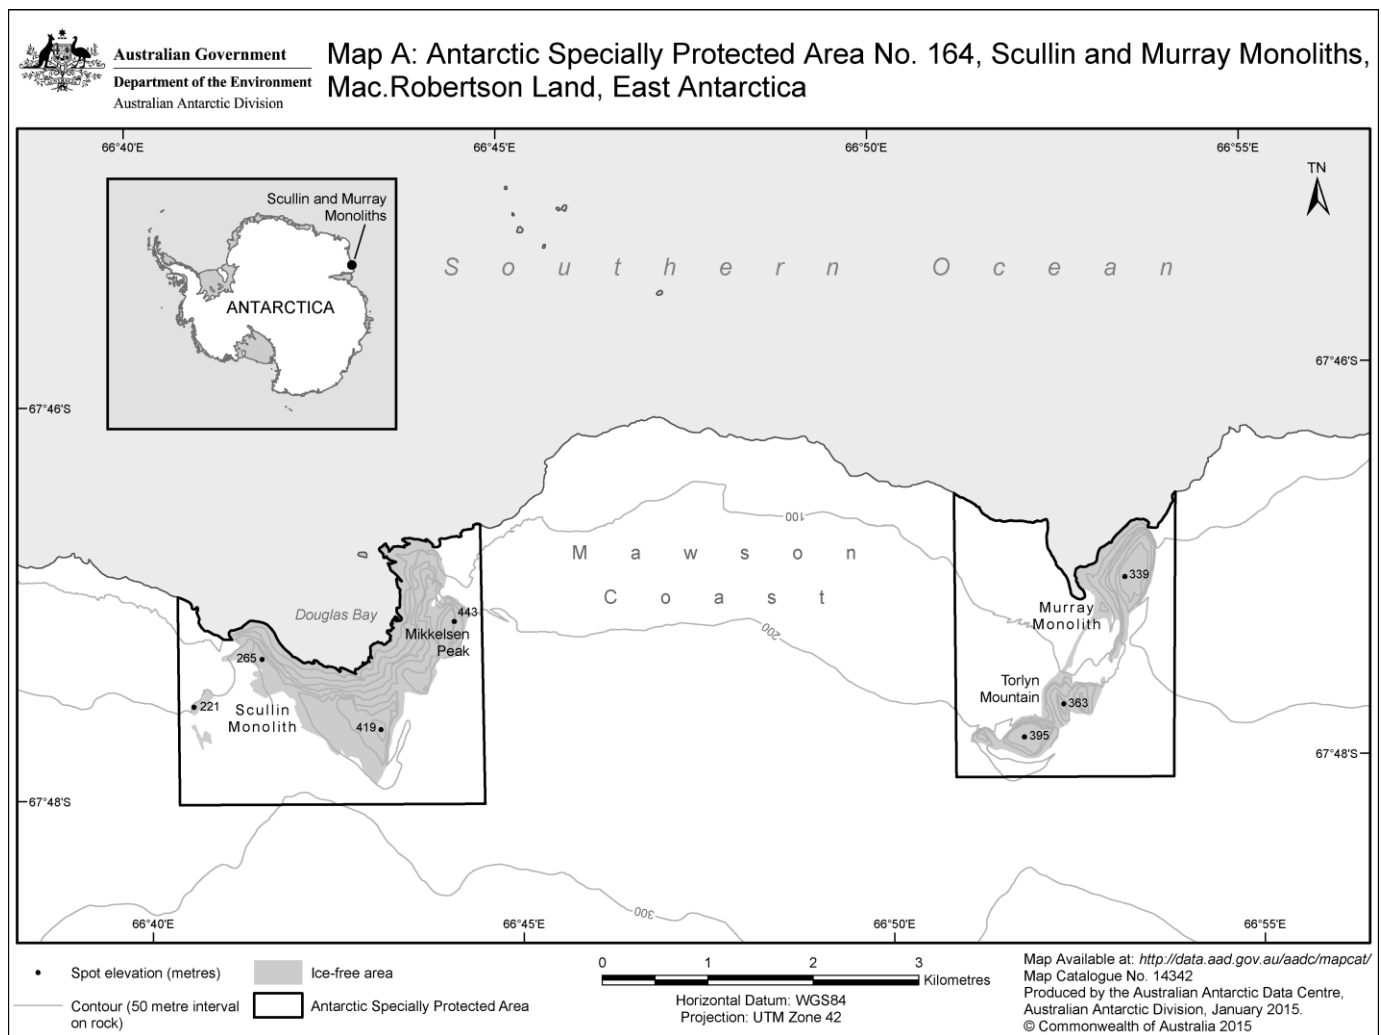 Australian Government
Department of the Environment
Australian Antarctic Division
Map A: Antarctic Specially Protected Area No. 164, Scullin and Murray Monoliths,
Mac.Robertson Land, East Antarctica
66°40'E 66°45'E 66°50'E 66°55'E
TN
Scullin and Murray
Monoliths
ANTARCTICA
Southern Ocean
67°46'S
67°46'S
100
Mawson
Coast
200
Douglas Bay
443
Mikkelsen
Peak
265
221
Scullin
Monolith
419
339
Murray
Monolith
Torlyn
Mountain
363
395
67°48'S
67°48'S
300
66°40'E 66°45'E 66°50'E 66°55'E
Spot elevation (metres)
Contour (50 metre interval
on rock)
Ice-free area
Antarctic Specially Protected Area
0 1 2 3
Kilometres
Horizontal Datum: WGS84
Projection: UTM Zone 42
Map Available at: http://data.aad.gov.au/aadc/mapcat/
Map Catalogue No. 14342
Produced by the Australian Antarctic Data Centre,
Australian Antarctic Division, January 2015.
© Commonwealth of Australia 2015